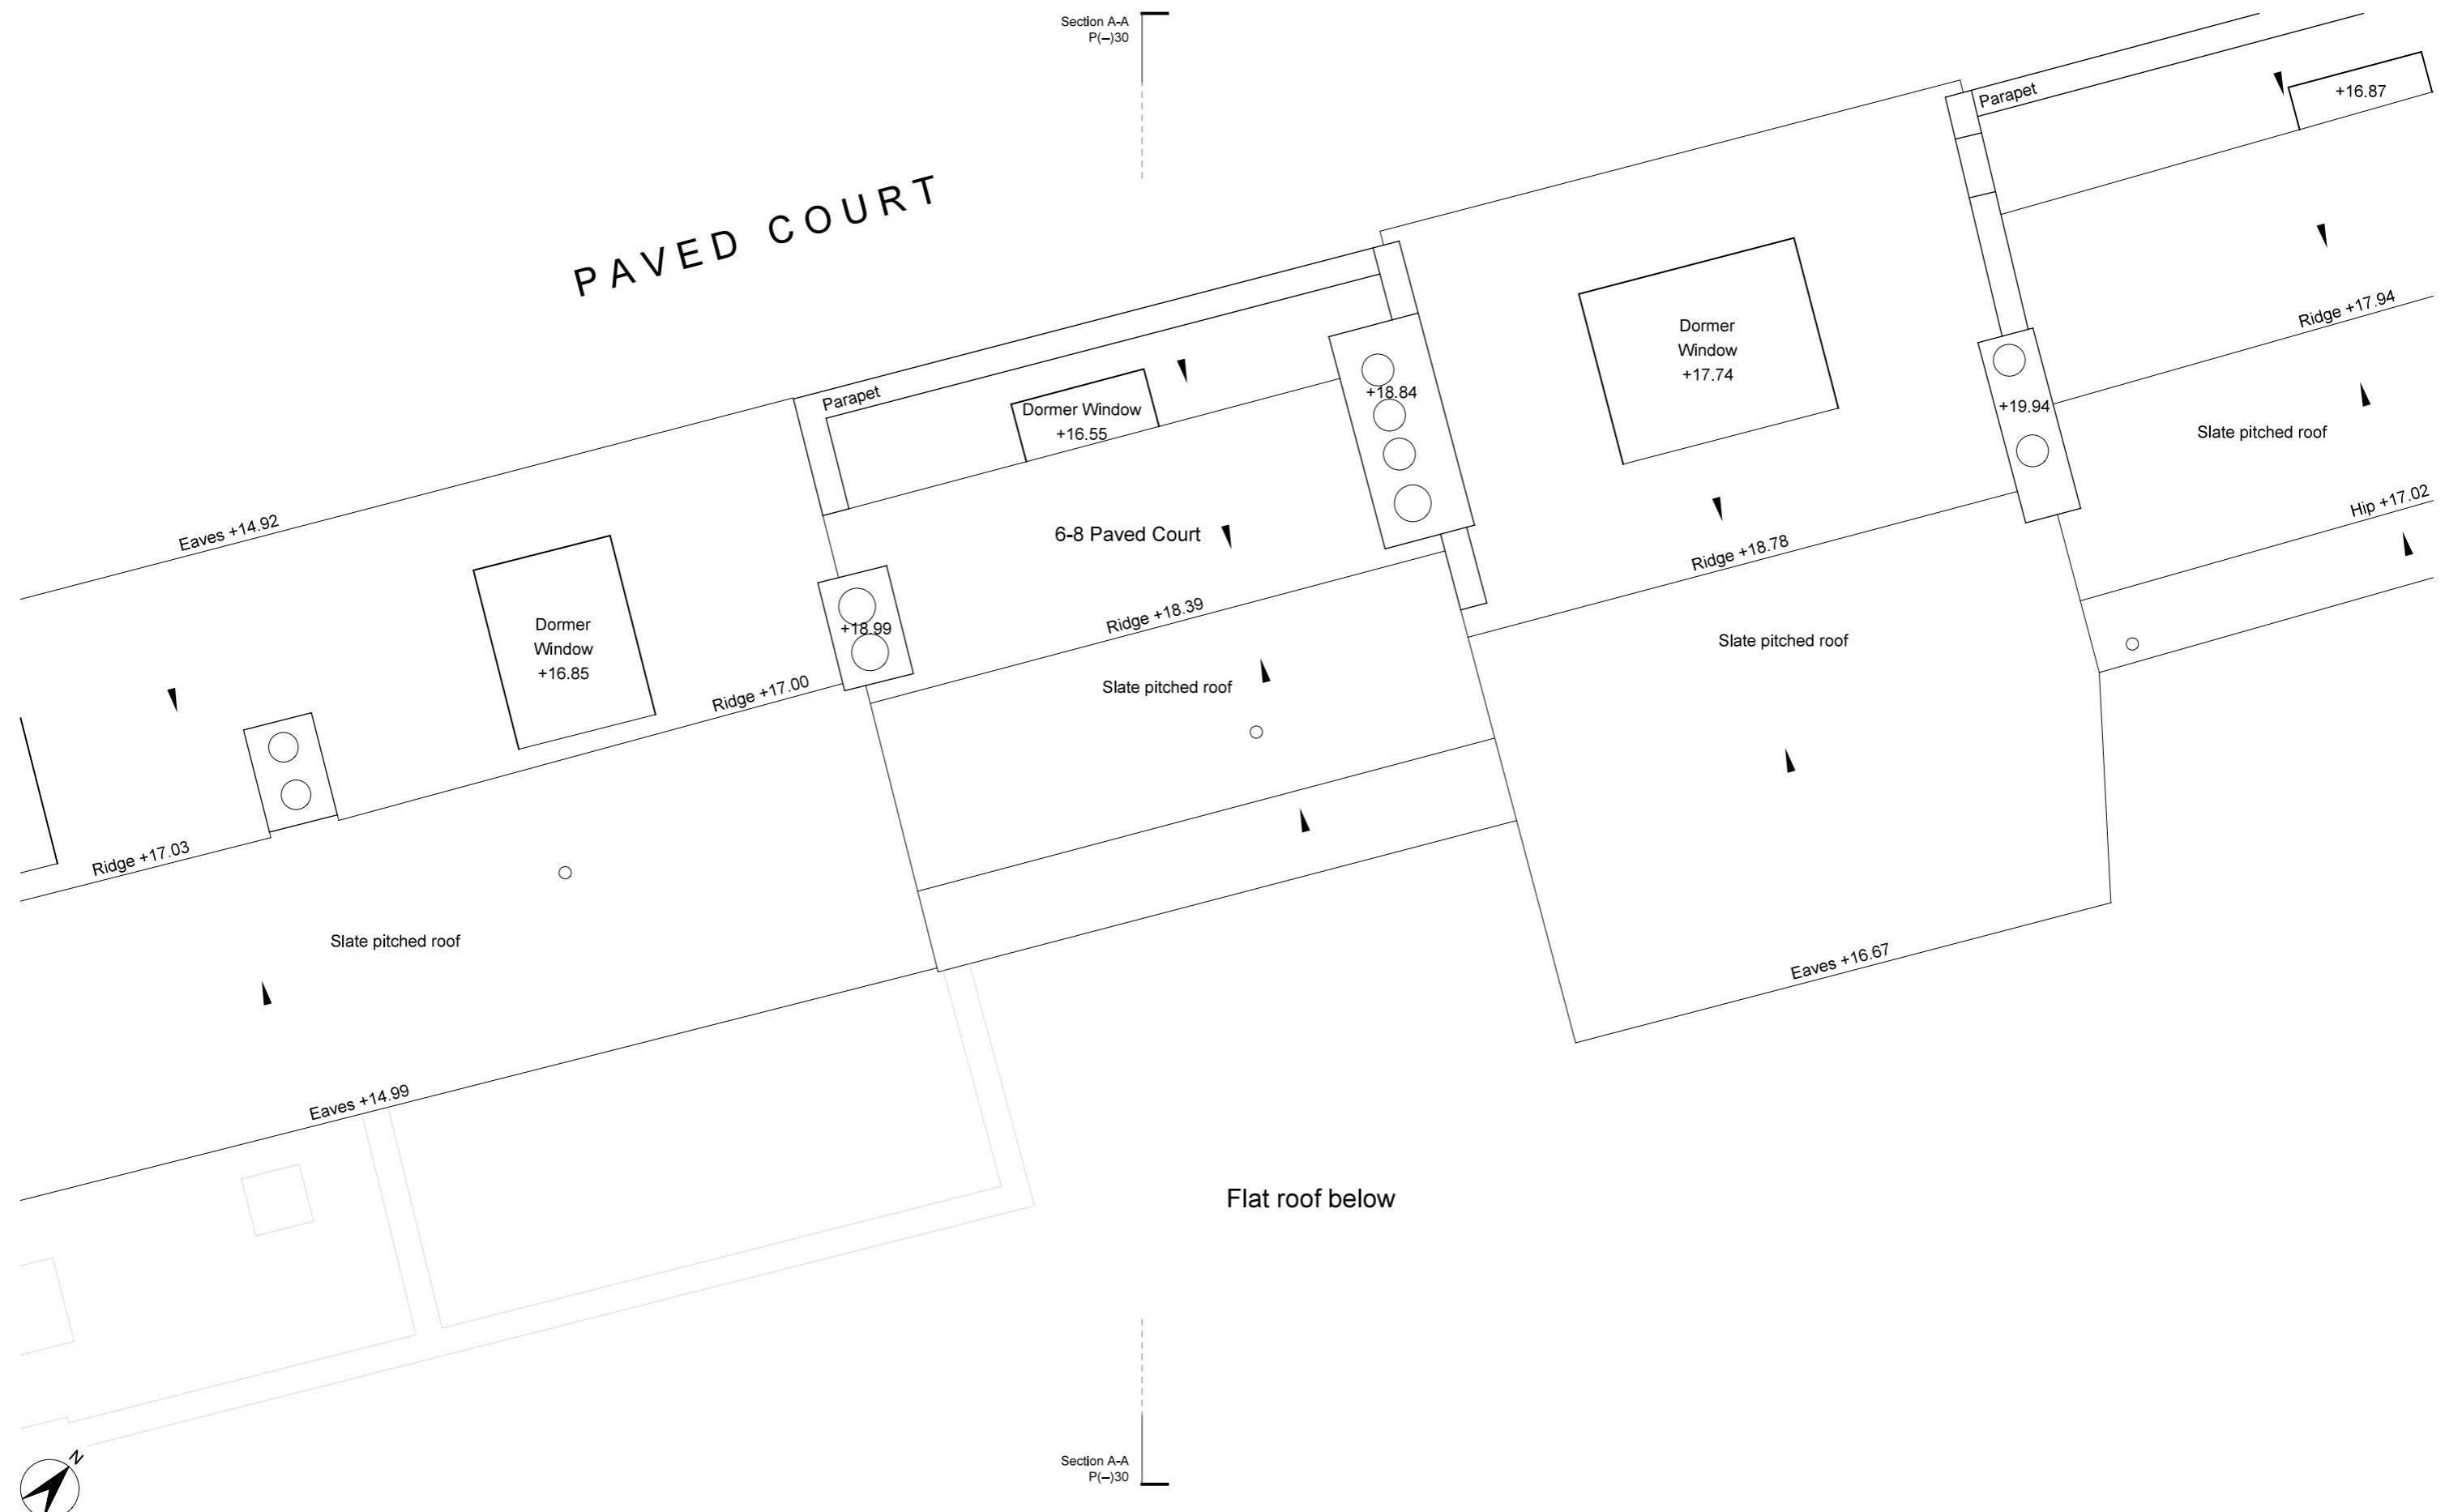 Section A-A
P(–)30
Parapet
+16.87
PAVED COURT
Dormer
Window
+17.74
Ridge +17.94
Parapet
Dormer Window
+16.55
+18.84
+19.94
Slate pitched roof
Hip +17.02
Eaves +14.92
6-8 Paved Court
Ridge +18.78
Dormer
Window
+16.85
+18.99
Ridge +18.39
Slate pitched roof
Ridge +17.00
Slate pitched roof
Ridge +17.03
Slate pitched roof
Eaves +16.67
Eaves +14.99
Flat roof below
Section A-A
P(–)30
N